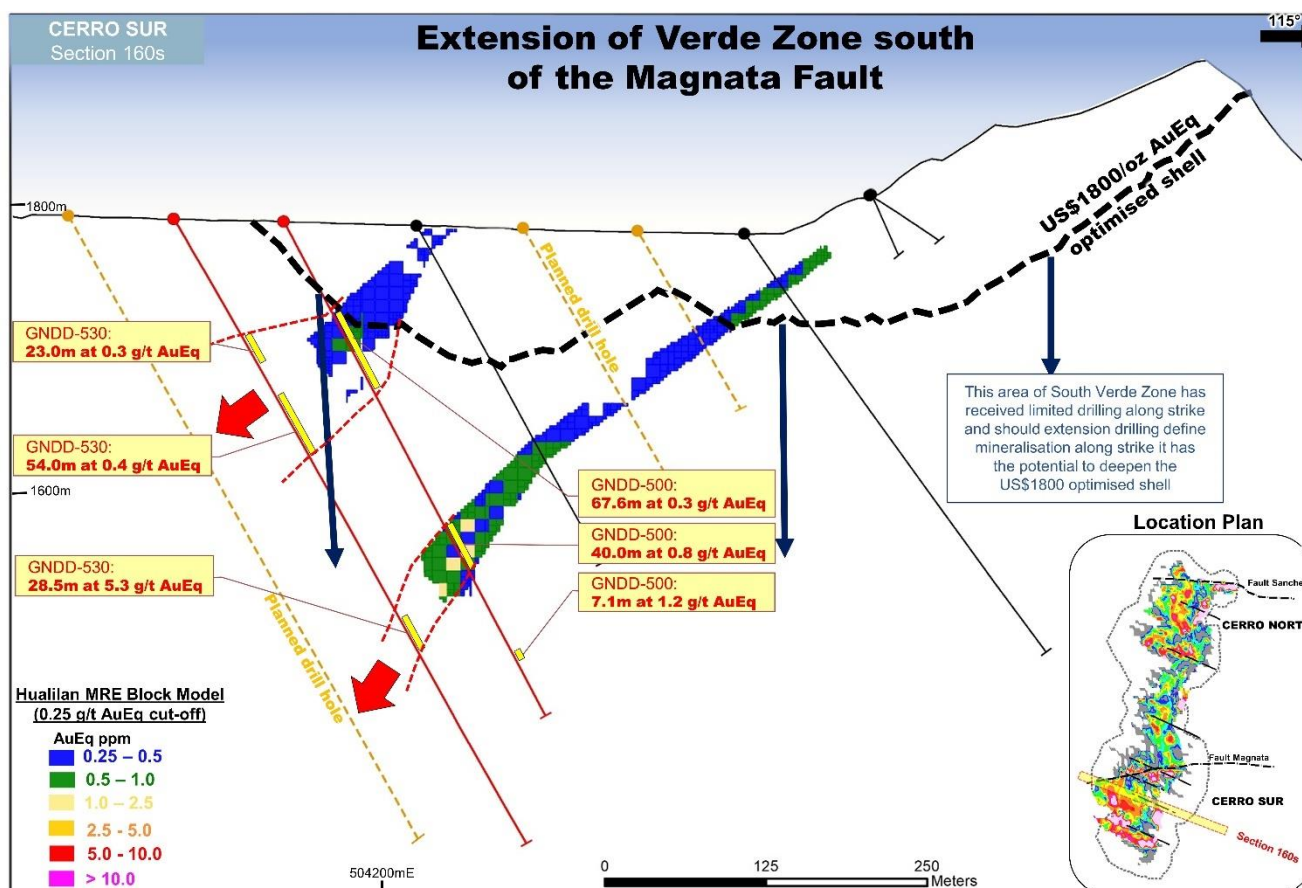 CERRO SUR
Section 160s
Extension of Verde Zone south
of the Magnata Fault
115°
US$1800/oz AuEq
optimised shell
1800m
Planned drill hole
GNDD-530:
23.0m at 0.3 g/t AuEq
54.0m at 0.4 g/t AuEq
GNDD-530:
This area of South Verde Zone has
received limited drilling along strike
and should extension drilling define
mineralisation along strike it has
the potential to deepen the
US$1800 optimised shell
1600m
GNDD-500:
67.6m at 0.3 g/t AuEq
GNDD-500:
40.0m at 0.8 g/t AuEq
GNDD-500:
7.1m at 1.2 g/t AuEq
GNDD-530:
28.5m at 5.3 g/t AuEq
Planned drill hole
Location Plan
Fault Sanche
CERRO NORT
Fault Magnata
CERRO SUR
Section 160s
Hualilan MRE Block Model
(0.25 g/t AuEq cut-off)
AuEq ppm
0.25 – 0.5
0.5 – 1.0
1.0 – 2.5
2.5 - 5.0
5.0 - 10.0
> 10.0
504200mE
0 125 250
Meters